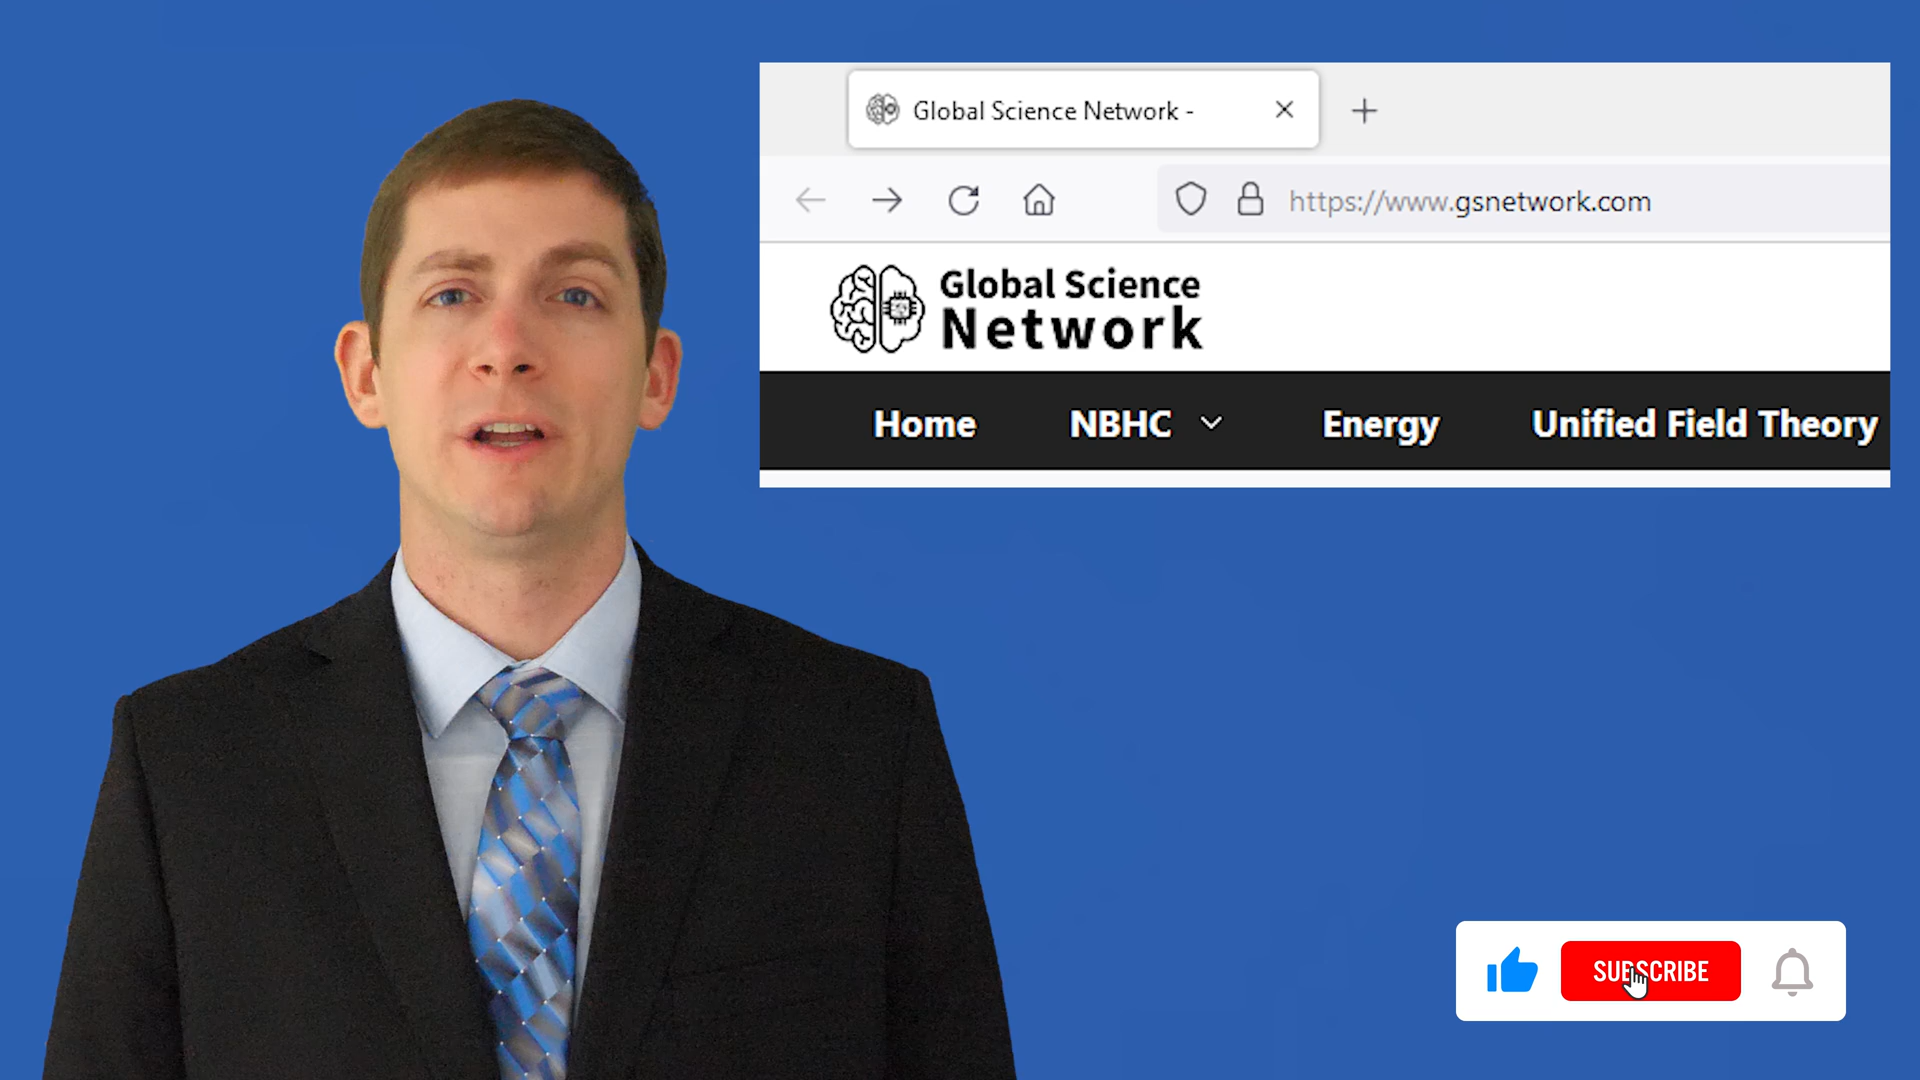 Global Science Network -
https://www.gsnetwork.com
Global Science
Network
Home NBHC Energy Unified Field Theory
SUBSCRIBE